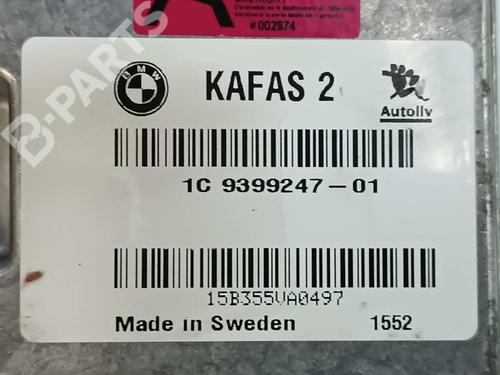 #002874
BMW
KAFAS 2
Autoliv
1C 9399247-01
15B355VA0497
Made in Sweden 1552
B-PARTS